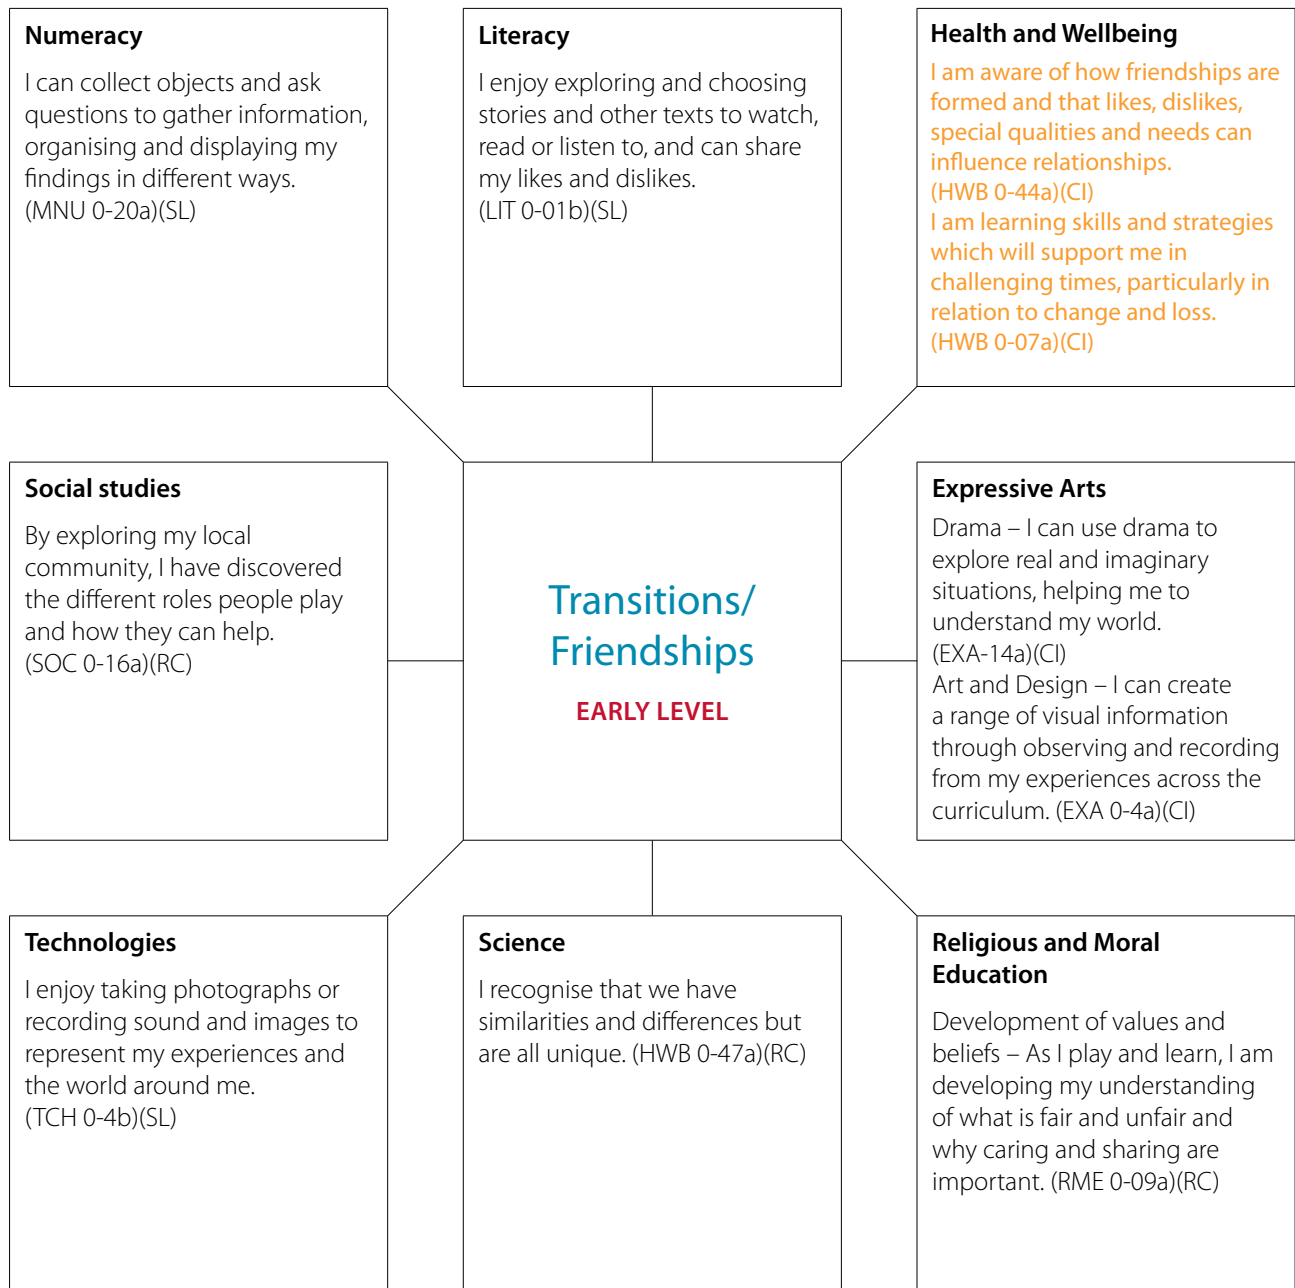 Numeracy
I can collect objects and ask
questions to gather information,
organising and displaying my
findings in different ways.
(MNU 0-20a)(SL)
Literacy
I enjoy exploring and choosing
stories and other texts to watch,
read or listen to, and can share
my likes and dislikes.
(LIT 0-01b)(SL)
Health and Wellbeing
I am aware of how friendships are
formed and that likes, dislikes,
special qualities and needs can
influence relationships.
(HWB 0-44a)(CI)
I am learning skills and strategies
which will support me in
challenging times, particularly in
relation to change and loss.
(HWB 0-07a)(CI)
Social studies
By exploring my local
community, I have discovered
the different roles people play
and how they can help.
(SOC 0-16a)(RC)
Transitions/
Friendships
EARLY LEVEL
Expressive Arts
Drama – I can use drama to
explore real and imaginary
situations, helping me to
understand my world.
(EXA-14a)(CI)
Art and Design – I can create
a range of visual information
through observing and recording
from my experiences across the
curriculum. (EXA 0-4a)(CI)
Technologies
I enjoy taking photographs or
recording sound and images to
represent my experiences and
the world around me.
(TCH 0-4b)(SL)
Science
I recognise that we have
similarities and differences but
are all unique. (HWB 0-47a)(RC)
Religious and Moral
Education
Development of values and
beliefs – As I play and learn, I am
developing my understanding
of what is fair and unfair and
why caring and sharing are
important. (RME 0-09a)(RC)